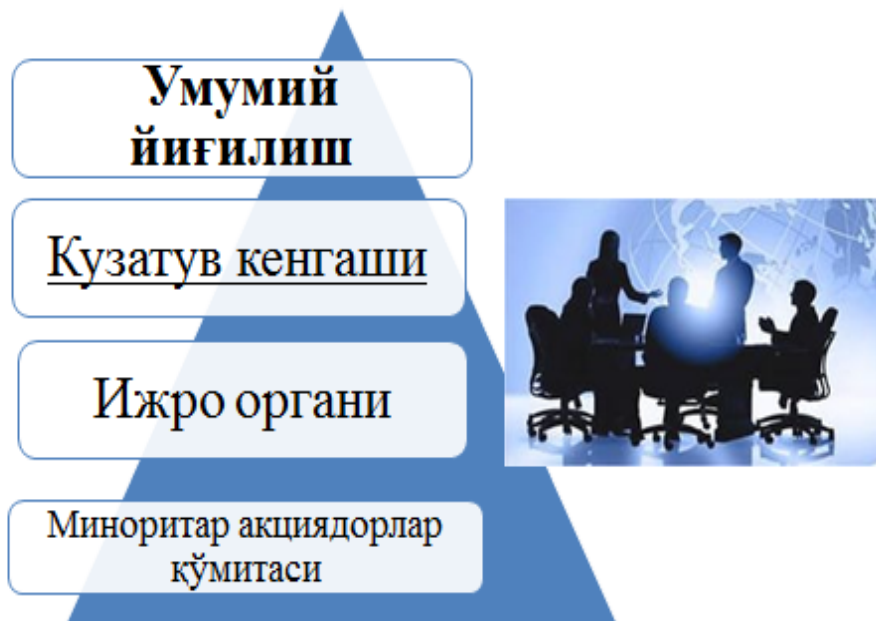 Умумий
йиғилиш
Кузатув кенгаши
Ижро органи
Миноритар акциядорлар
қўмитаси